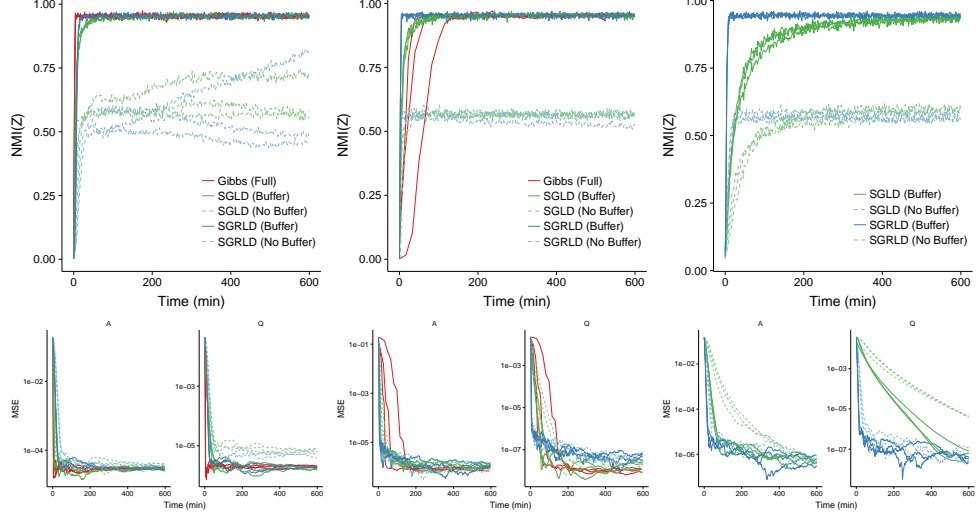 1.00
0.75
0.50
0.25
0.00
NMI(Z)
0 200 400 600
Time (min)
Gibbs (Full)
SGLD (Buffer)
SGLD (No Buffer)
SGRLD (Buffer)
SGRLD (No Buffer)
1.00
0.75
0.50
0.25
0.00
NMI(Z)
0 200 400 600
Time (min)
Gibbs (Full)
SGLD (Buffer)
SGLD (No Buffer)
SGRLD (Buffer)
SGRLD (No Buffer)
1.00
0.75
0.50
0.25
0.00
NMI(Z)
0 200 400 600
Time (min)
SGLD (Buffer)
SGLD (No Buffer)
SGRLD (Buffer)
SGRLD (No Buffer)
A
MSE
1e−02
1e−04
0 200 400 600
Time (min)
Q
MSE
1e−03
1e−05
0 200 400 600
Time (min)
A
MSE
1e−01
1e−03
1e−05
0 200 400 600
Time (min)
Q
MSE
1e−03
1e−05
1e−07
0 200 400 600
Time (min)
A
MSE
1e−02
1e−04
1e−06
0 200 400 600
Time (min)
Q
MSE
1e−03
1e−05
1e−07
0 200 400 600
Time (min)